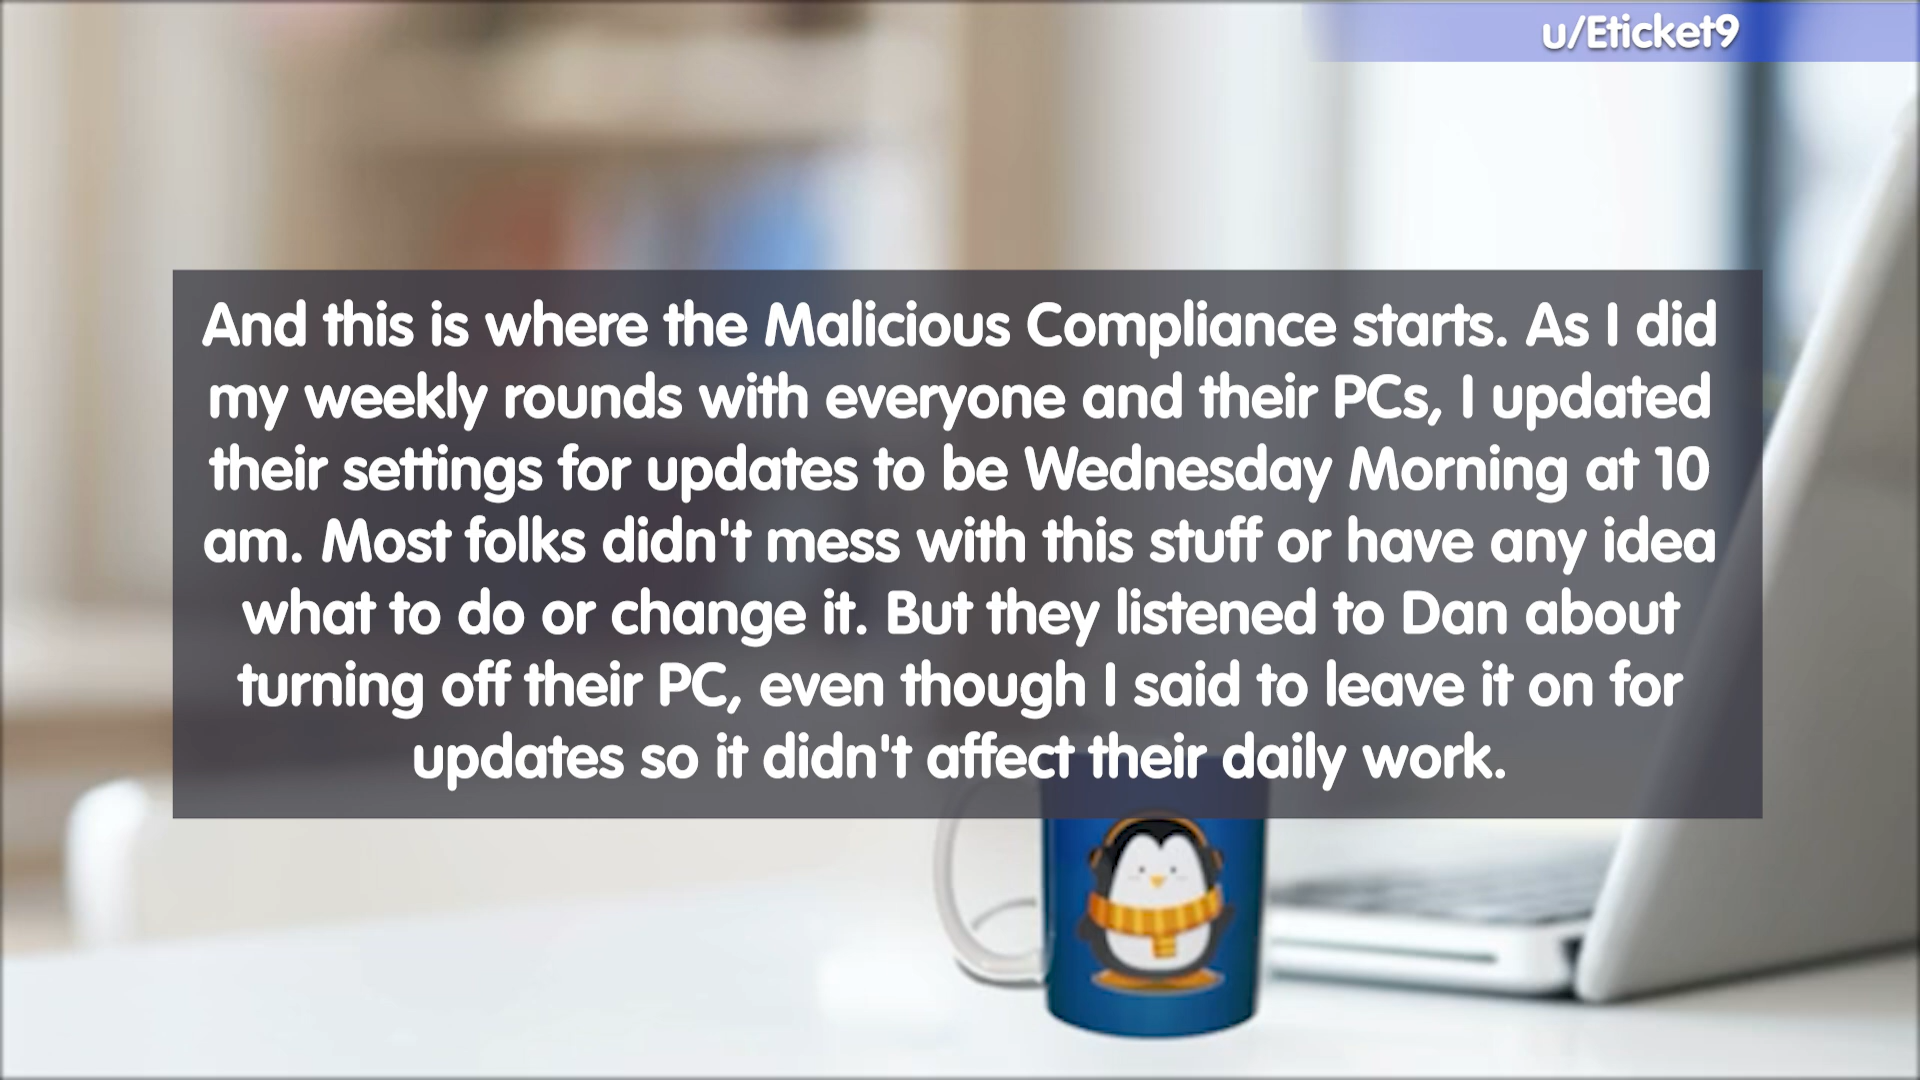 u/Eticket9
And this is where the Malicious Compliance starts. As I did
my weekly rounds with everyone and their PCs, I updated
their settings for updates to be Wednesday Morning at 10
am. Most folks didn't mess with this stuff or have any idea
what to do or change it. But they listened to Dan about
turning off their PC, even though I said to leave it on for
updates so it didn't affect their daily work.